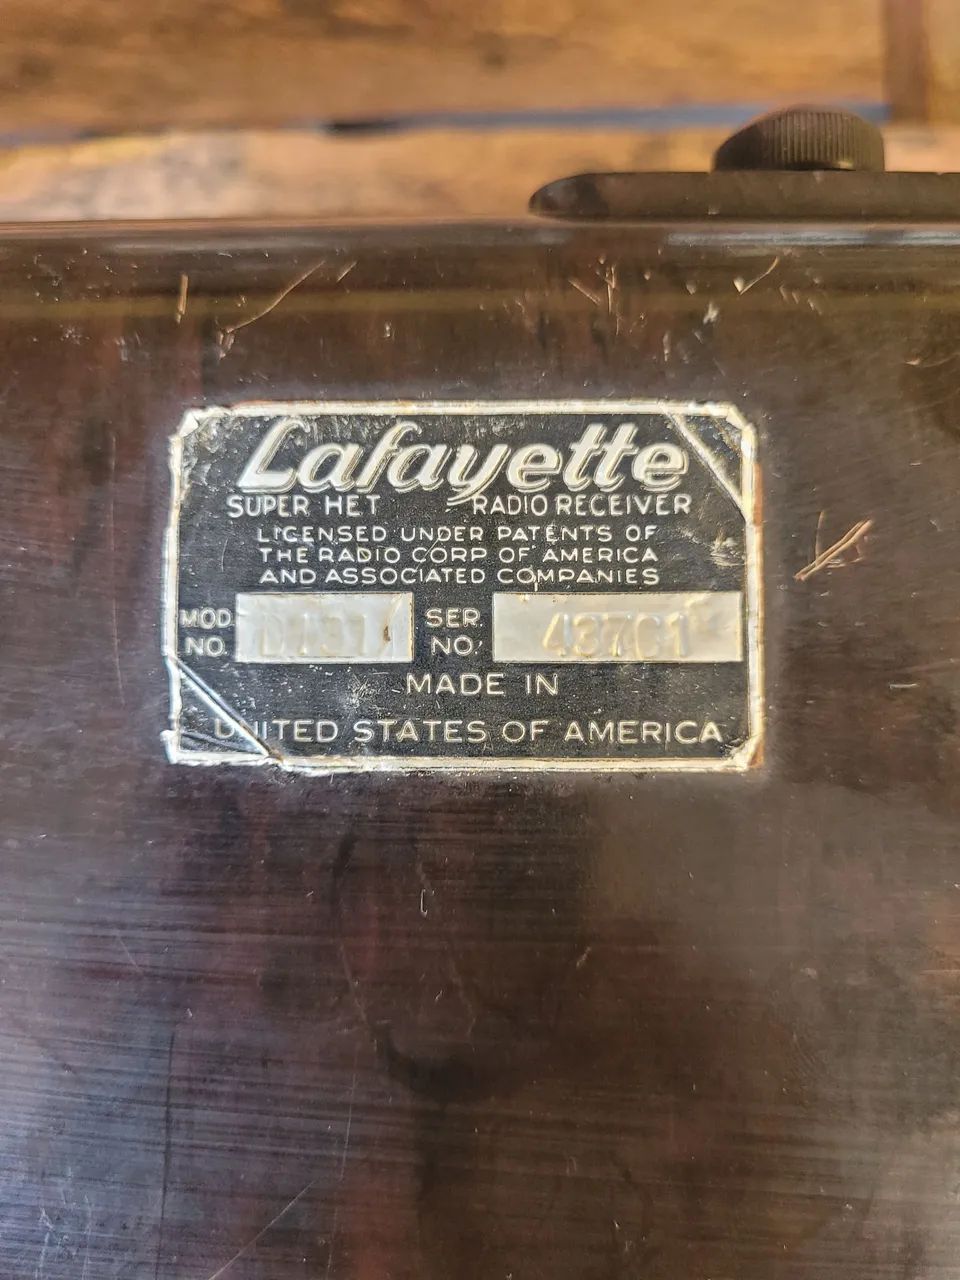 Lafayette
SUPER HET RADIO RECEIVER
LICENSED UNDER PATENTS OF
THE RADIO CORP OF AMERICA
AND ASSOCIATED COMPANIES
MOD. NO. SER. NO.
MADE IN
UNITED STATES OF AMERICA